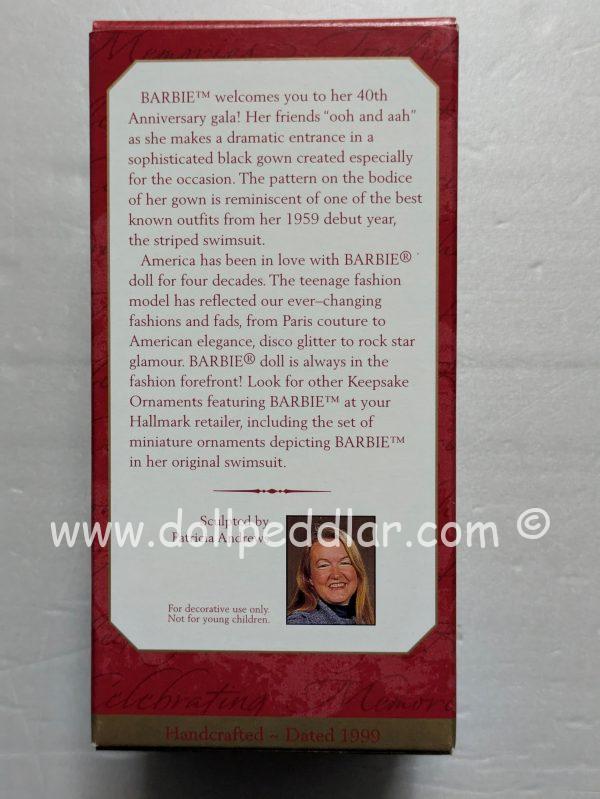 Memories
BARBIE™ welcomes you to her 40th
Anniversary gala! Her friends “ooh and aah”
as she makes a dramatic entrance in a
sophisticated black gown created especially
for the occasion. The pattern on the bodice
of her gown is reminiscent of one of the best
known outfits from her 1959 debut year,
the striped swimsuit.
America has been in love with BARBIE®
doll for four decades. The teenage fashion
model has reflected our ever–changing
fashions and fads, from Paris couture to
American elegance, disco glitter to rock star
glamour. BARBIE® doll is always in the
fashion forefront! Look for other Keepsake
Ornaments featuring BARBIE™ at your
Hallmark retailer, including the set of
miniature ornaments depicting BARBIE™
in her original swimsuit.
www.dollpeddlar.com ©
Sculpted by
Patricia Andrews
For decorative use only.
Not for young children.
Celebrating Memori
Handcrafted ~ Dated 1999